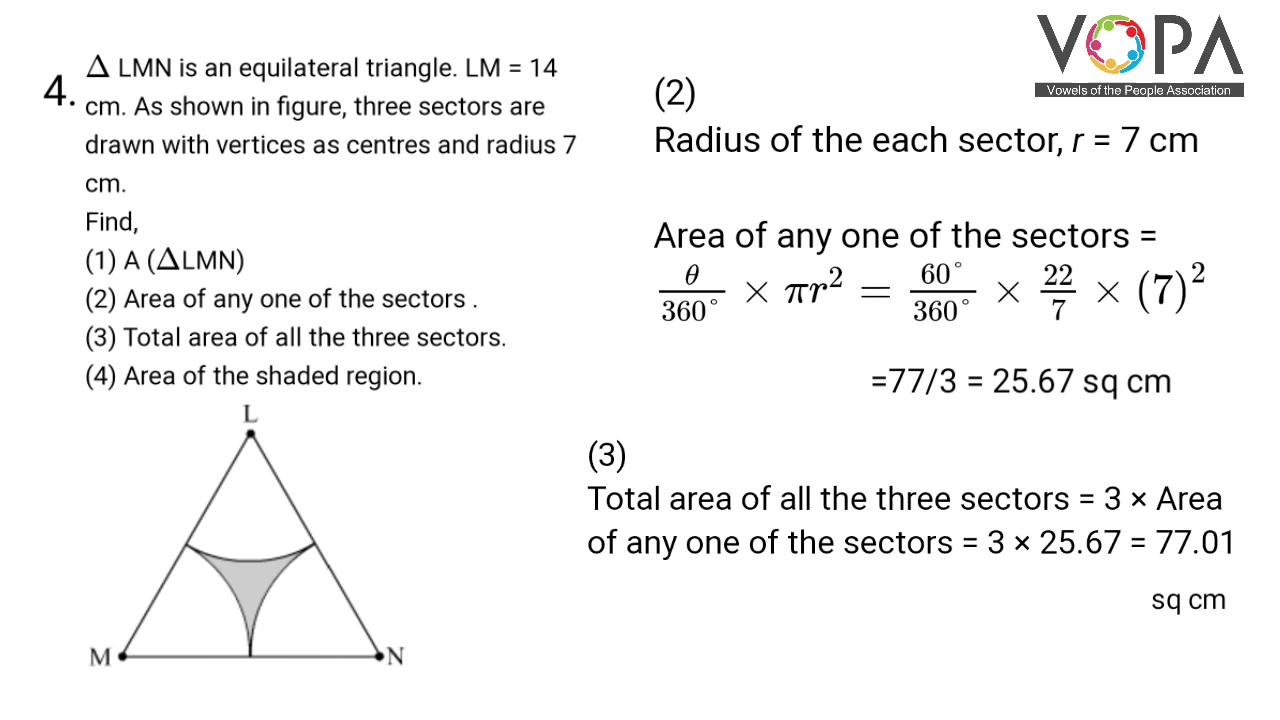 VOPA
Vowels of the People Association
4.
Δ LMN is an equilateral triangle. LM = 14
cm. As shown in figure, three sectors are
drawn with vertices as centres and radius 7
cm.
Find,
(1) A (ΔLMN)
(2) Area of any one of the sectors .
(3) Total area of all the three sectors.
(4) Area of the shaded region.
L
M
N
(2)
Radius of the each sector, r = 7 cm
Area of any one of the sectors =
θ/360° × πr² = 60°/360° × 22/7 × (7)²
=77/3 = 25.67 sq cm
(3)
Total area of all the three sectors = 3 × Area
of any one of the sectors = 3 × 25.67 = 77.01
sq cm